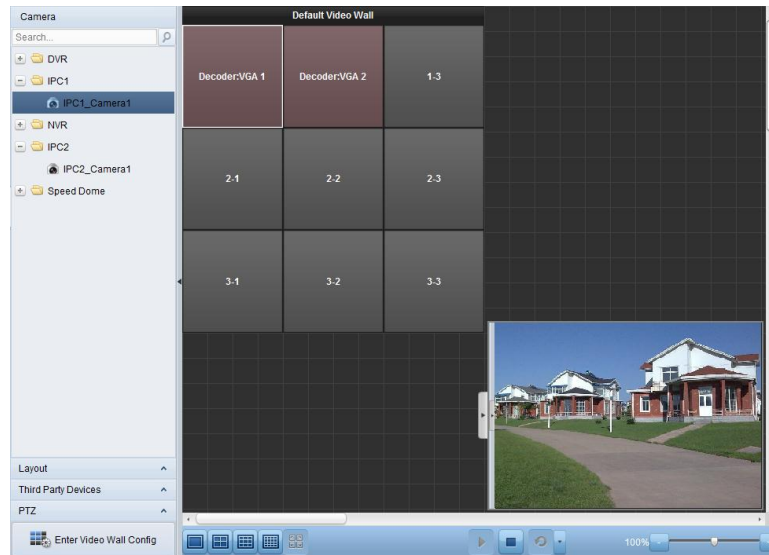 Camera
Default Video Wall
Search...
DVR
IPC1
IPC1_Camera1
NVR
IPC2
IPC2_Camera1
Speed Dome
Decoder:VGA 1
Decoder:VGA 2
1-3
2-1
2-2
2-3
3-1
3-2
3-3
Layout
Third Party Devices
PTZ
Enter Video Wall Config
100%